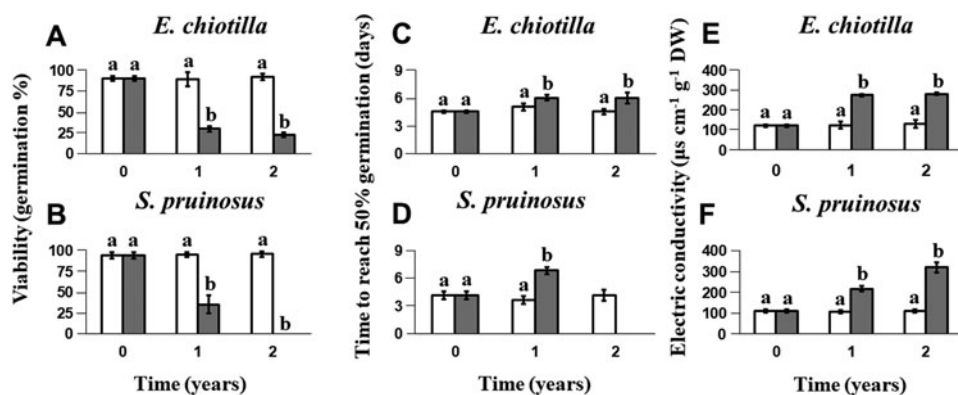 A
E. chiotilla
Viability (germination %)
100
75
50
25
0
a a a a
b b
0 1 2
B
S. pruinosus
100
75
50
25
0
a a a a
b b
0 1 2
Time (years)
C
E. chiotilla
Time to reach 50% germination (days)
9
6
3
0
a a a b a b
0 1 2
D
S. pruinosus
9
6
3
0
a a a b a
0 1 2
Time (years)
E
E. chiotilla
Electric conductivity (µs cm-1 g-1 DW)
400
300
200
100
0
a a a b a b
0 1 2
F
S. pruinosus
400
300
200
100
0
a a a b a b
0 1 2
Time (years)